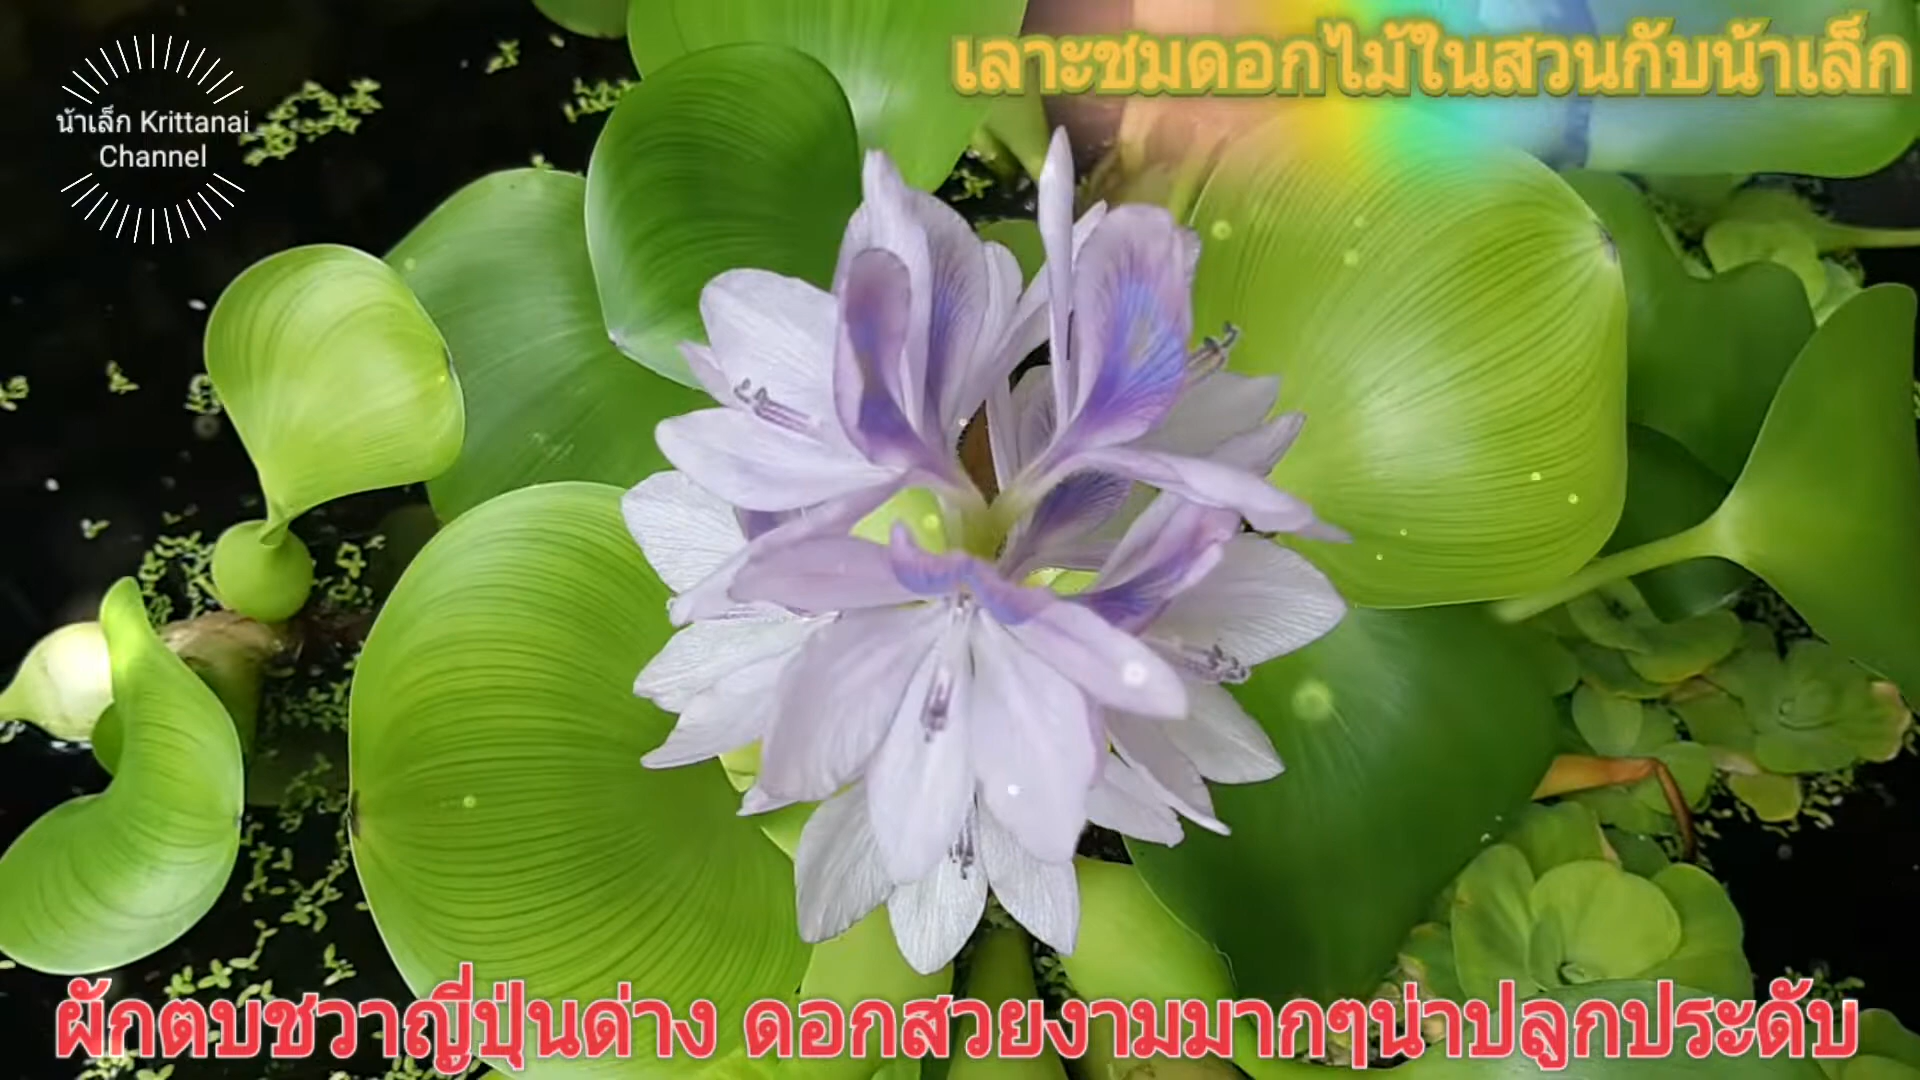 เลาะชมดอกไม้ในสวนกับน้าเล็ก
น้าเล็ก Krittanai
Channel
ผักตบชวาญี่ปุ่นด่าง ดอกสวยงามมากๆน่าปลูกประดับ